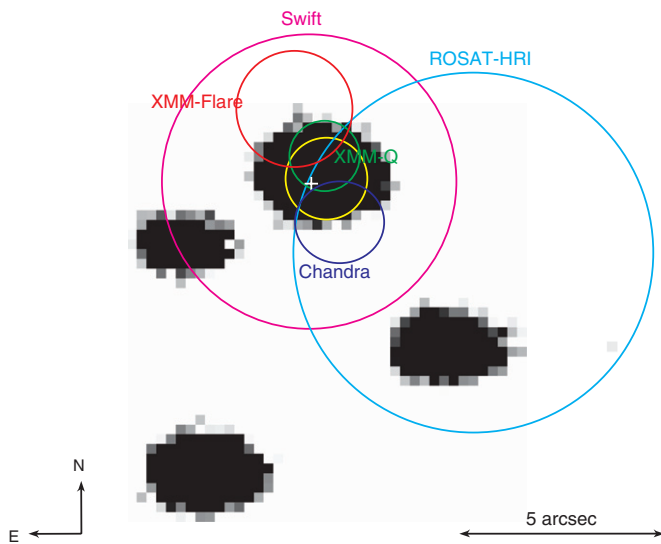 Swift
ROSAT-HRI
XMM-Flare
XMM-Q
Chandra
N
E
5 arcsec